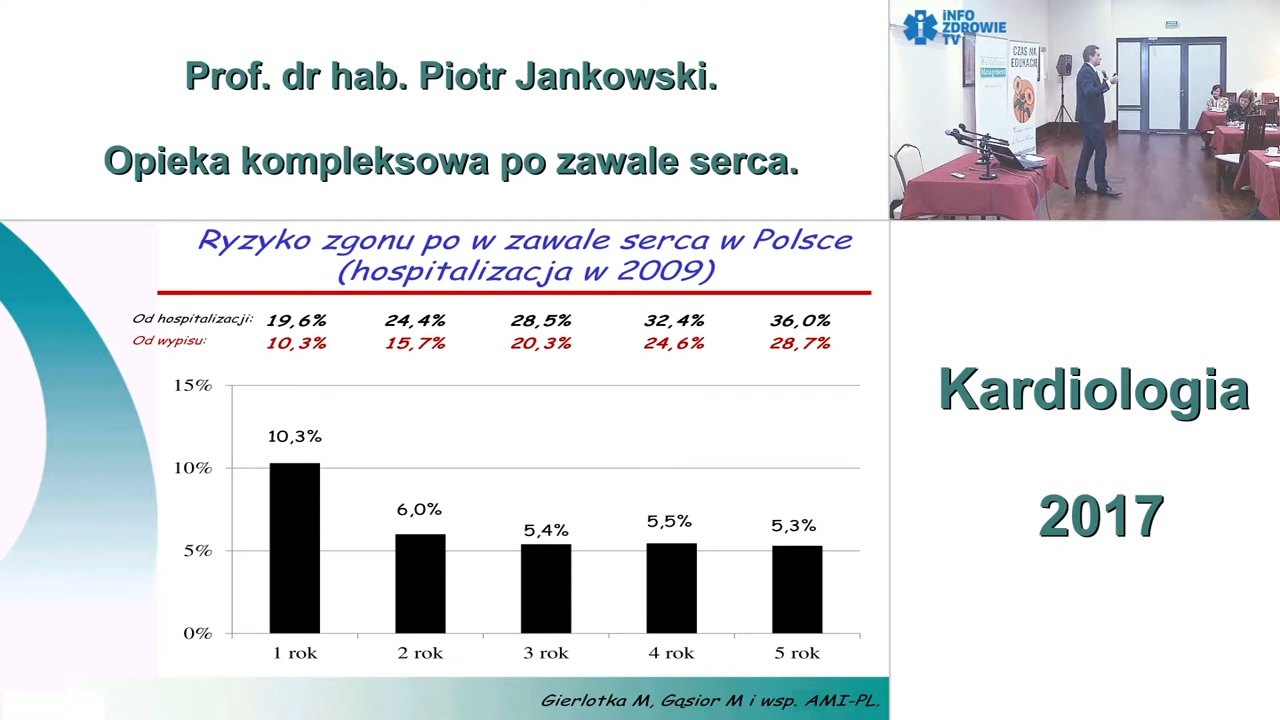 Prof. dr hab. Piotr Jankowski.
Opieka kompleksowa po zawale serca.
iNFO
ZDROWIE
TV
CZAS NA
EDUKACJĘ
Ryzyko zgonu po w zawale serca w Polsce
(hospitalizacja w 2009)
Od hospitalizacji: 19,6% 24,4% 28,5% 32,4% 36,0%
Od wypisu: 10,3% 15,7% 20,3% 24,6% 28,7%
15%
10%
5%
0%
10,3%
6,0%
5,4%
5,5%
5,3%
1 rok 2 rok 3 rok 4 rok 5 rok
Gierlotka M, Gąsior M i wsp. AMI-PL.
Kardiologia
2017